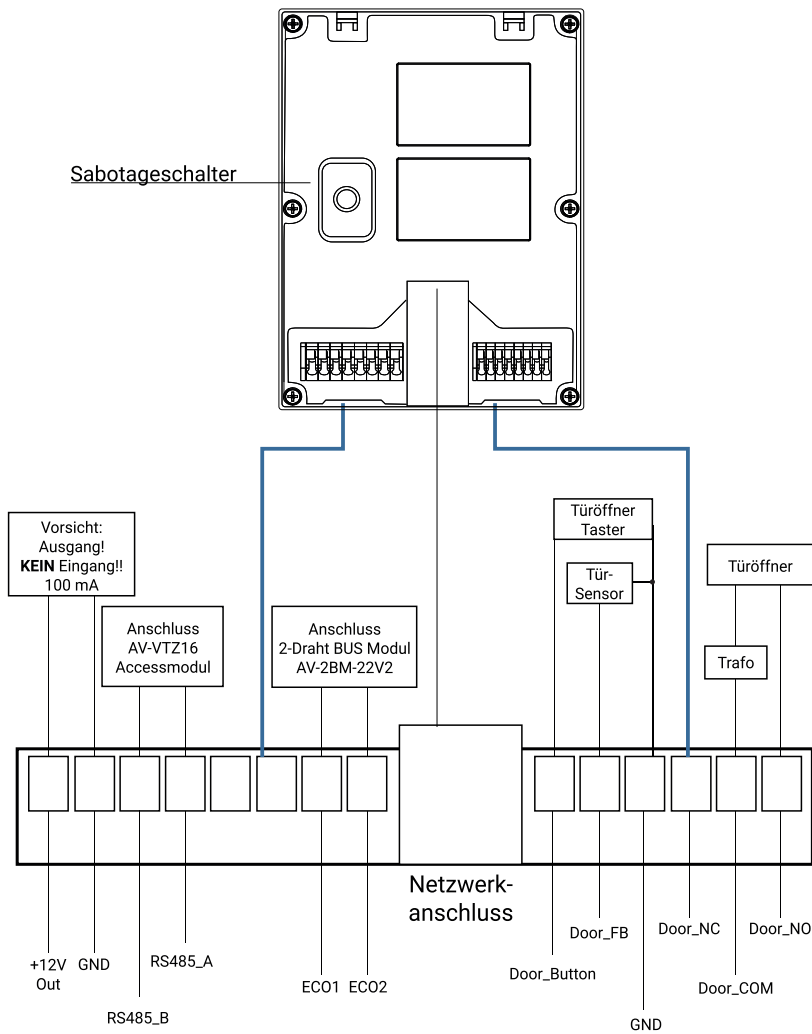 Sabotageschalter
Vorsicht:
Ausgang!
KEIN Eingang!!
100 mA
Anschluss
AV-VTZ16
Accessmodul
Anschluss
2-Draht BUS Modul
AV-2BM-22V2
Türöffner
Taster
Tür-
Sensor
Türöffner
Trafo
Netzwerk-
anschluss
+12V
Out
GND
RS485_B
RS485_A
ECO1
ECO2
Door_Button
Door_FB
GND
Door_NC
Door_COM
Door_NO